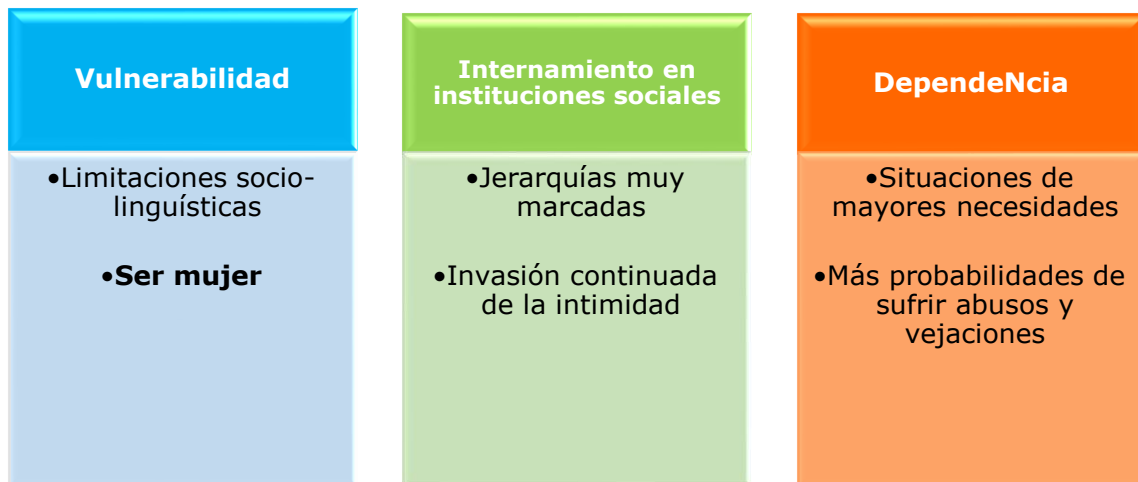 Vulnerabilidad
•Limitaciones socio-
linguísticas
•Ser mujer
Internamiento en
instituciones sociales
•Jerarquías muy
marcadas
•Invasión continuada
de la intimidad
DependeNcia
•Situaciones de
mayores necesidades
•Más probabilidades de
sufrir abusos y
vejaciones